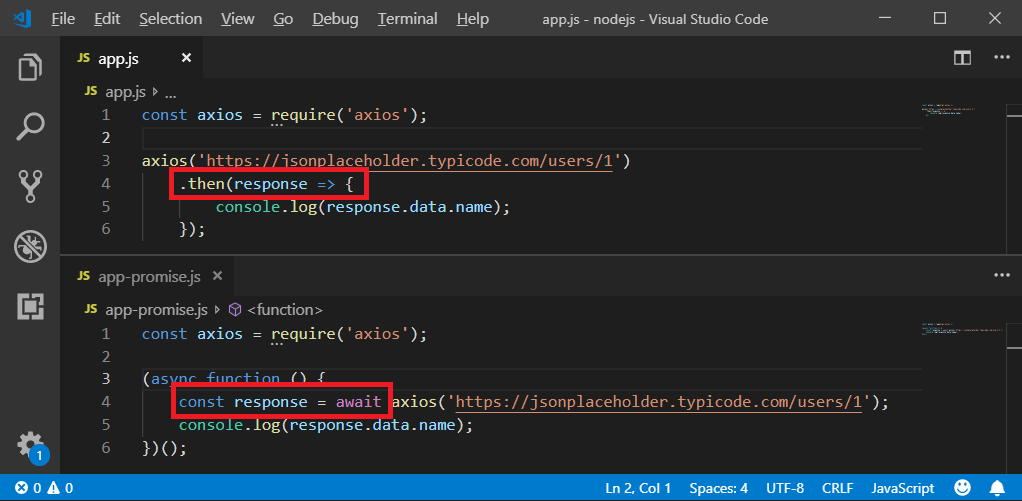 File Edit Selection View Go Debug Terminal Help app.js - nodejs - Visual Studio Code
JS app.js ×
JS app.js ▸ ...
1 const axios = require('axios');
2
3 axios('https://jsonplaceholder.typicode.com/users/1')
4 .then(response => {
5 console.log(response.data.name);
6 });
JS app-promise.js ×
JS app-promise.js ▸ <function>
1 const axios = require('axios');
2
3 (async function () {
4 const response = await axios('https://jsonplaceholder.typicode.com/users/1');
5 console.log(response.data.name);
6 })();
1
0 0 Ln 2, Col 1 Spaces: 4 UTF-8 CRLF JavaScript